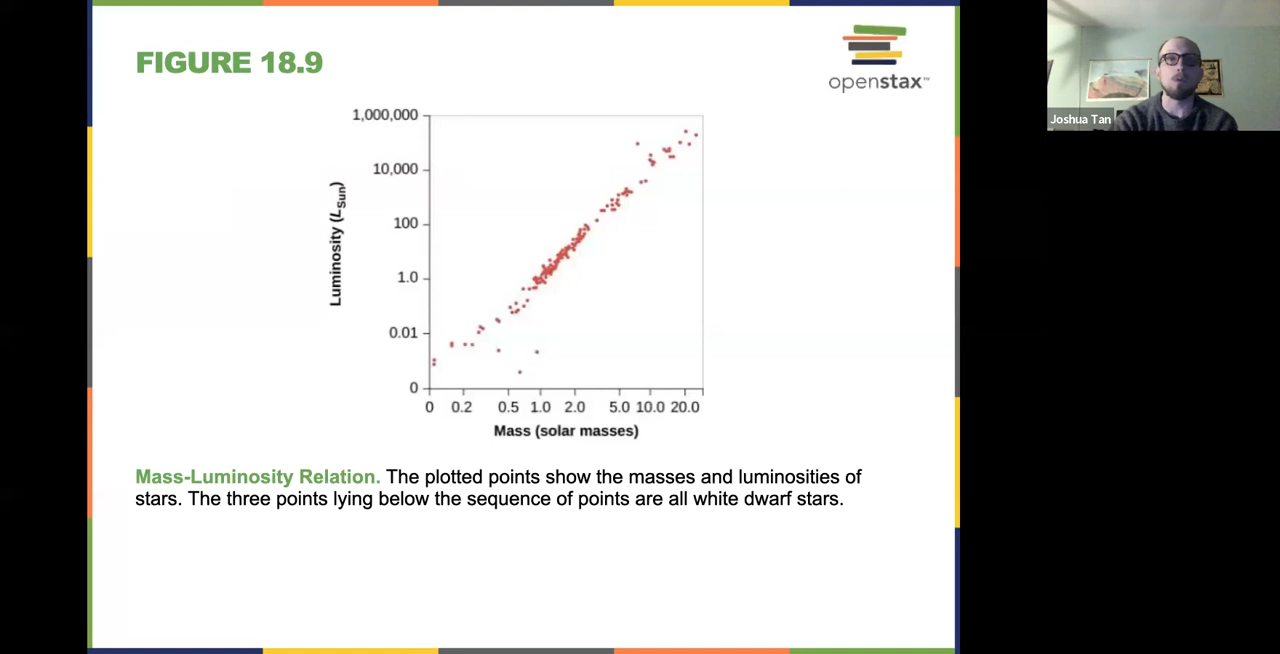 FIGURE 18.9
openstax™
Joshua Tan
1,000,000
10,000
100
1.0
0.01
0
Luminosity (LSun)
0 0.2 0.5 1.0 2.0 5.0 10.0 20.0
Mass (solar masses)
Mass-Luminosity Relation. The plotted points show the masses and luminosities of
stars. The three points lying below the sequence of points are all white dwarf stars.